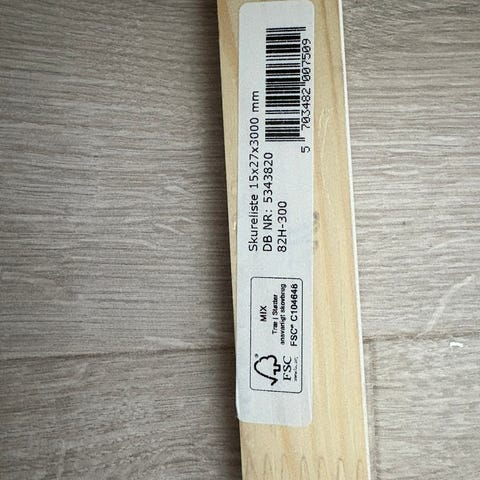 Skureliste 15x27x3000 mm
DB NR: 5343820
82H-300
5 703482 007509
FSC
MIX
Træ | Støtter
ansvarligt skovbrug
FSC® C104648